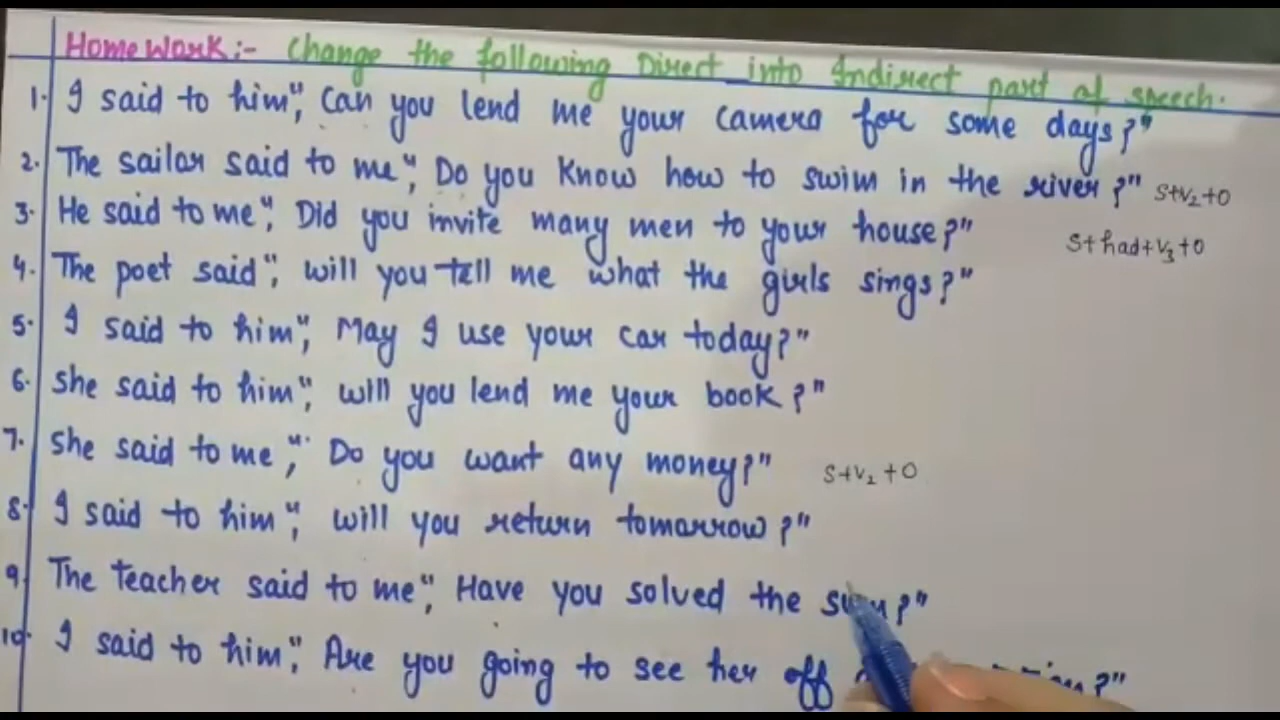 Home Work:- Change the following Direct into Indirect part of speech.
1. I said to him", Can you lend me your camera for some days?"
2. The sailar said to me", Do you know how to swim in the river?" S+V₂+O
3. He said to me", Did you invite many men to your house?" S+had+V₃+O
4. The poet said", will you tell me what the girls sings?"
5. I said to him", May I use your car today?"
6. She said to him", will you lend me your book?"
7. She said to me", Do you want any money?" S+V₂+O
8. I said to him", will you return tomorrow?"
9. The teacher said to me", Have you solved the sum?"
10. I said to him", Are you going to see her off ?"